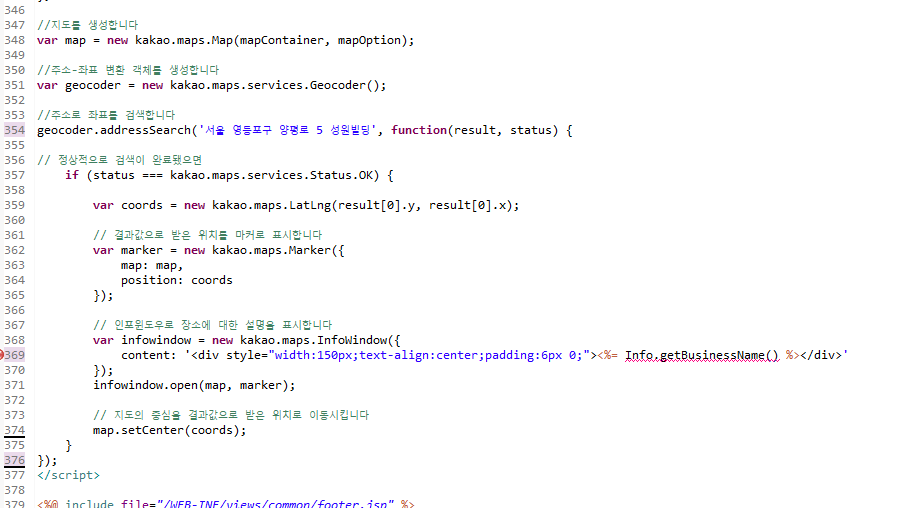 346
347 //지도를 생성합니다
348 var map = new kakao.maps.Map(mapContainer, mapOption);
349
350 //주소-좌표 변환 객체를 생성합니다
351 var geocoder = new kakao.maps.services.Geocoder();
352
353 //주소로 좌표를 검색합니다
354 geocoder.addressSearch('서울 영등포구 양평로 5 성원빌딩', function(result, status) {
355
356 // 정상적으로 검색이 완료됐으면
357 if (status === kakao.maps.services.Status.OK) {
358
359 var coords = new kakao.maps.LatLng(result[0].y, result[0].x);
360
361 // 결과값으로 받은 위치를 마커로 표시합니다
362 var marker = new kakao.maps.Marker({
363 map: map,
364 position: coords
365 });
366
367 // 인포윈도우로 장소에 대한 설명을 표시합니다
368 var infowindow = new kakao.maps.InfoWindow({
369 content: '<div style="width:150px;text-align:center;padding:6px 0;"><%= Info.getBusinessName() %></div>'
370 });
371 infowindow.open(map, marker);
372
373 // 지도의 중심을 결과값으로 받은 위치로 이동시킵니다
374 map.setCenter(coords);
375 }
376 });
377 </script>
378
379 <%@ include file="/WEB-INF/views/common/footer.jsp" %>